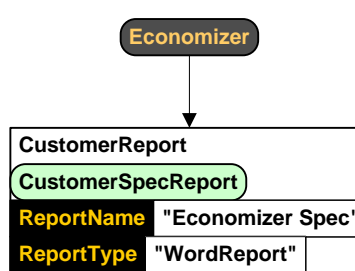 Economizer
CustomerReport
CustomerSpecReport
ReportName "Economizer Spec"
ReportType "WordReport"